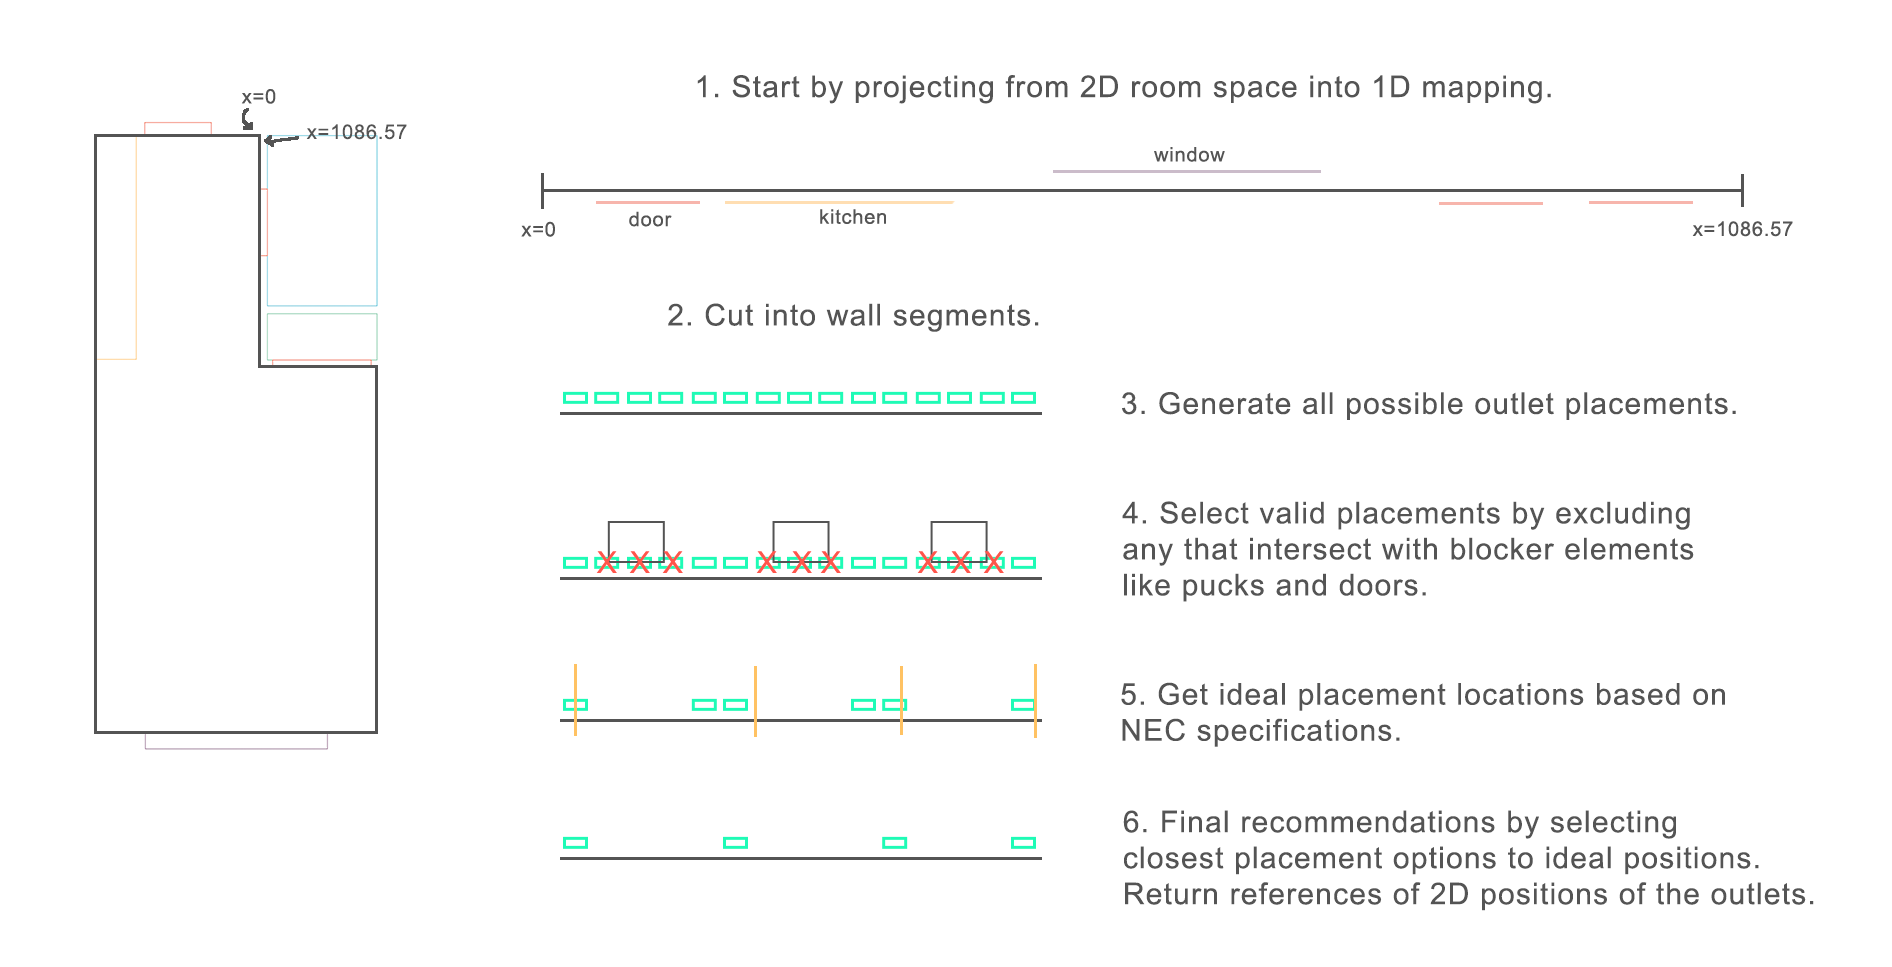 1. Start by projecting from 2D room space into 1D mapping.
x=0
x=1086.57
window
door
kitchen
x=0
x=1086.57
2. Cut into wall segments.
3. Generate all possible outlet placements.
4. Select valid placements by excluding
any that intersect with blocker elements
like pucks and doors.
5. Get ideal placement locations based on
NEC specifications.
6. Final recommendations by selecting
closest placement options to ideal positions.
Return references of 2D positions of the outlets.